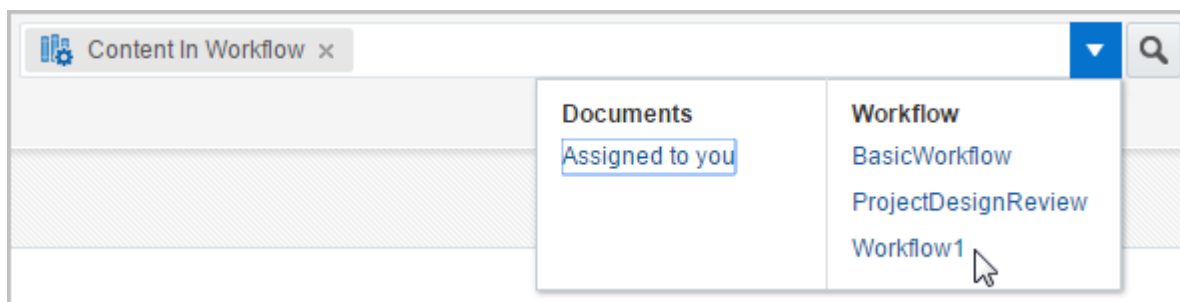 Content In Workflow
Documents
Assigned to you
Workflow
BasicWorkflow
ProjectDesignReview
Workflow1